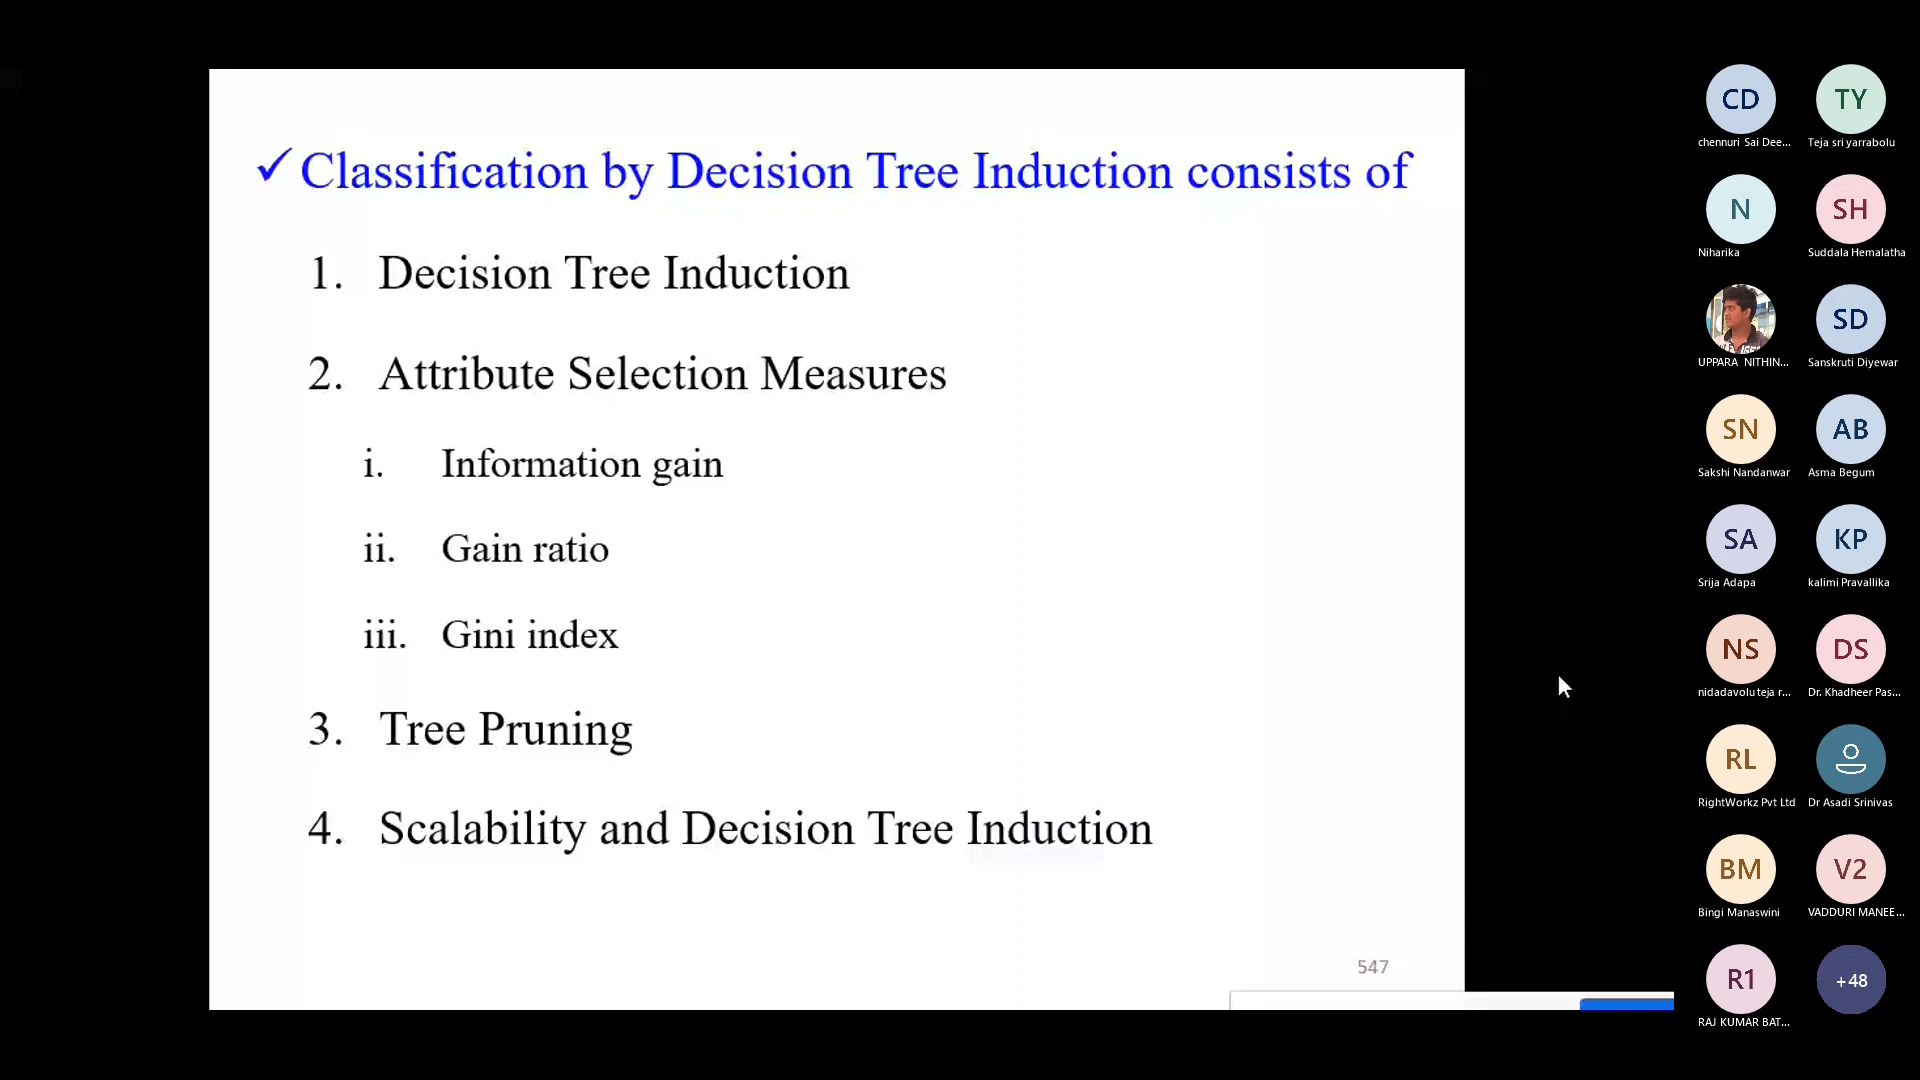 ✓ Classification by Decision Tree Induction consists of
1. Decision Tree Induction
2. Attribute Selection Measures
i. Information gain
ii. Gain ratio
iii. Gini index
3. Tree Pruning
4. Scalability and Decision Tree Induction
547
CD
chennuri Sai Dee...
TY
Teja sri yarrabolu
N
Niharika
SH
Suddala Hemalatha
UPPARA NITHIN...
SD
Sanskruti Diyewar
SN
Sakshi Nandanwar
AB
Asma Begum
SA
Srija Adapa
KP
kalimi Pravallika
NS
nidadavolu teja r...
DS
Dr. Khadheer Pas...
RL
RightWorkz Pvt Ltd
Dr Asadi Srinivas
BM
Bingi Manaswini
V2
VADDURI MANEE...
R1
RAJ KUMAR BAT...
+48